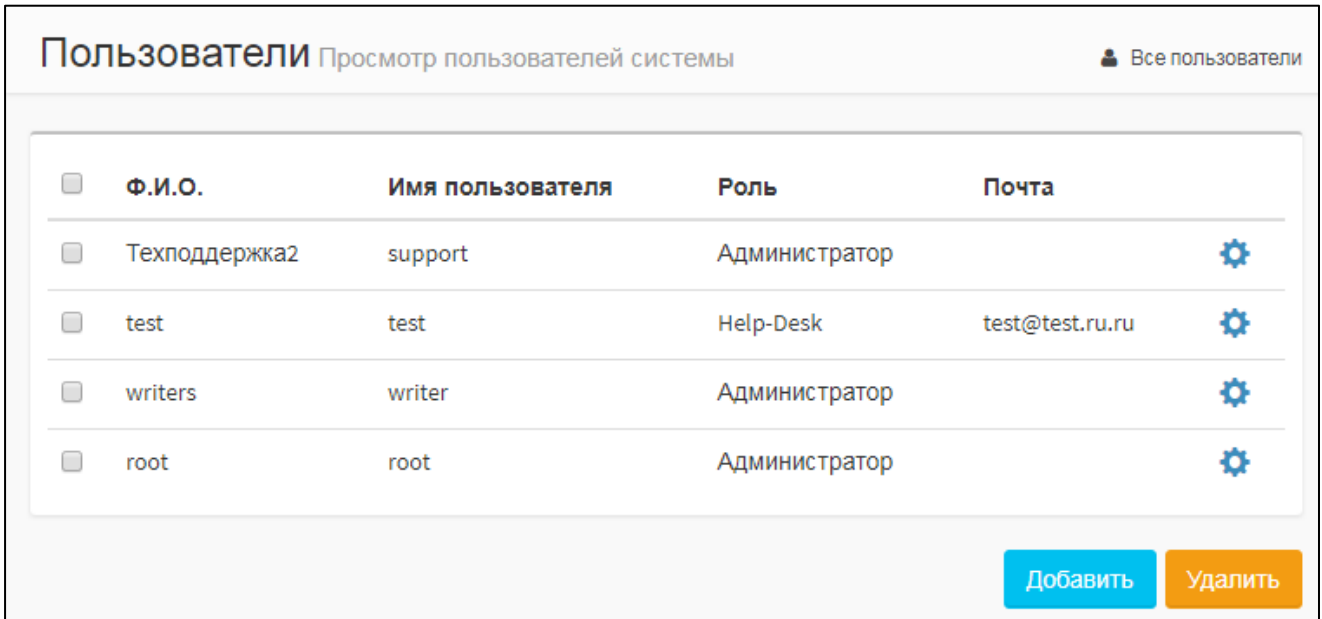 Пользователи Просмотр пользователей системы Все пользователи
Ф.И.О. Имя пользователя Роль Почта
Техподдержка2 support Администратор
test test Help-Desk test@test.ru.ru
writers writer Администратор
root root Администратор
Добавить Удалить